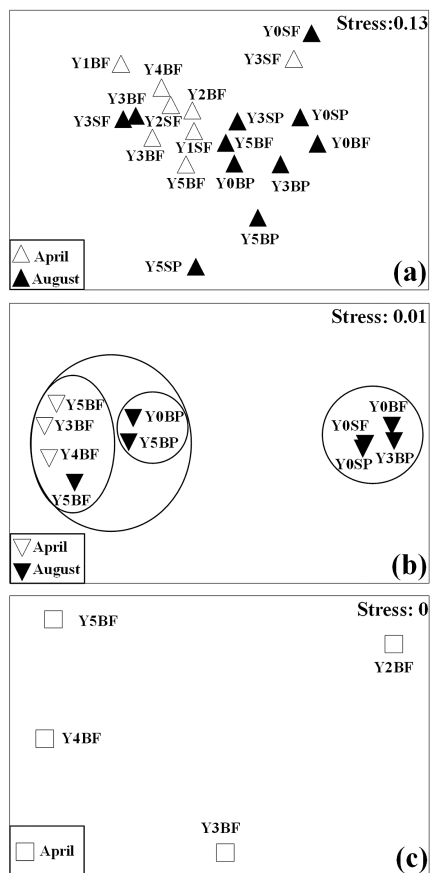 Stress:0.13
Y0SF
Y3SF
Y1BF
Y4BF
Y3BF
Y2BF
Y3SF
Y2SF
Y3SP
Y0SP
Y3BF
Y1SF
Y5BF
Y0BF
Y5BF
Y0BP
Y3BP
Y5BP
Y5SP
April
August
(a)
Stress: 0.01
Y5BF
Y3BF
Y4BF
Y5BF
Y0BP
Y5BP
Y0BF
Y0SF
Y0SP
Y3BP
April
August
(b)
Stress: 0
Y5BF
Y2BF
Y4BF
Y3BF
April
(c)